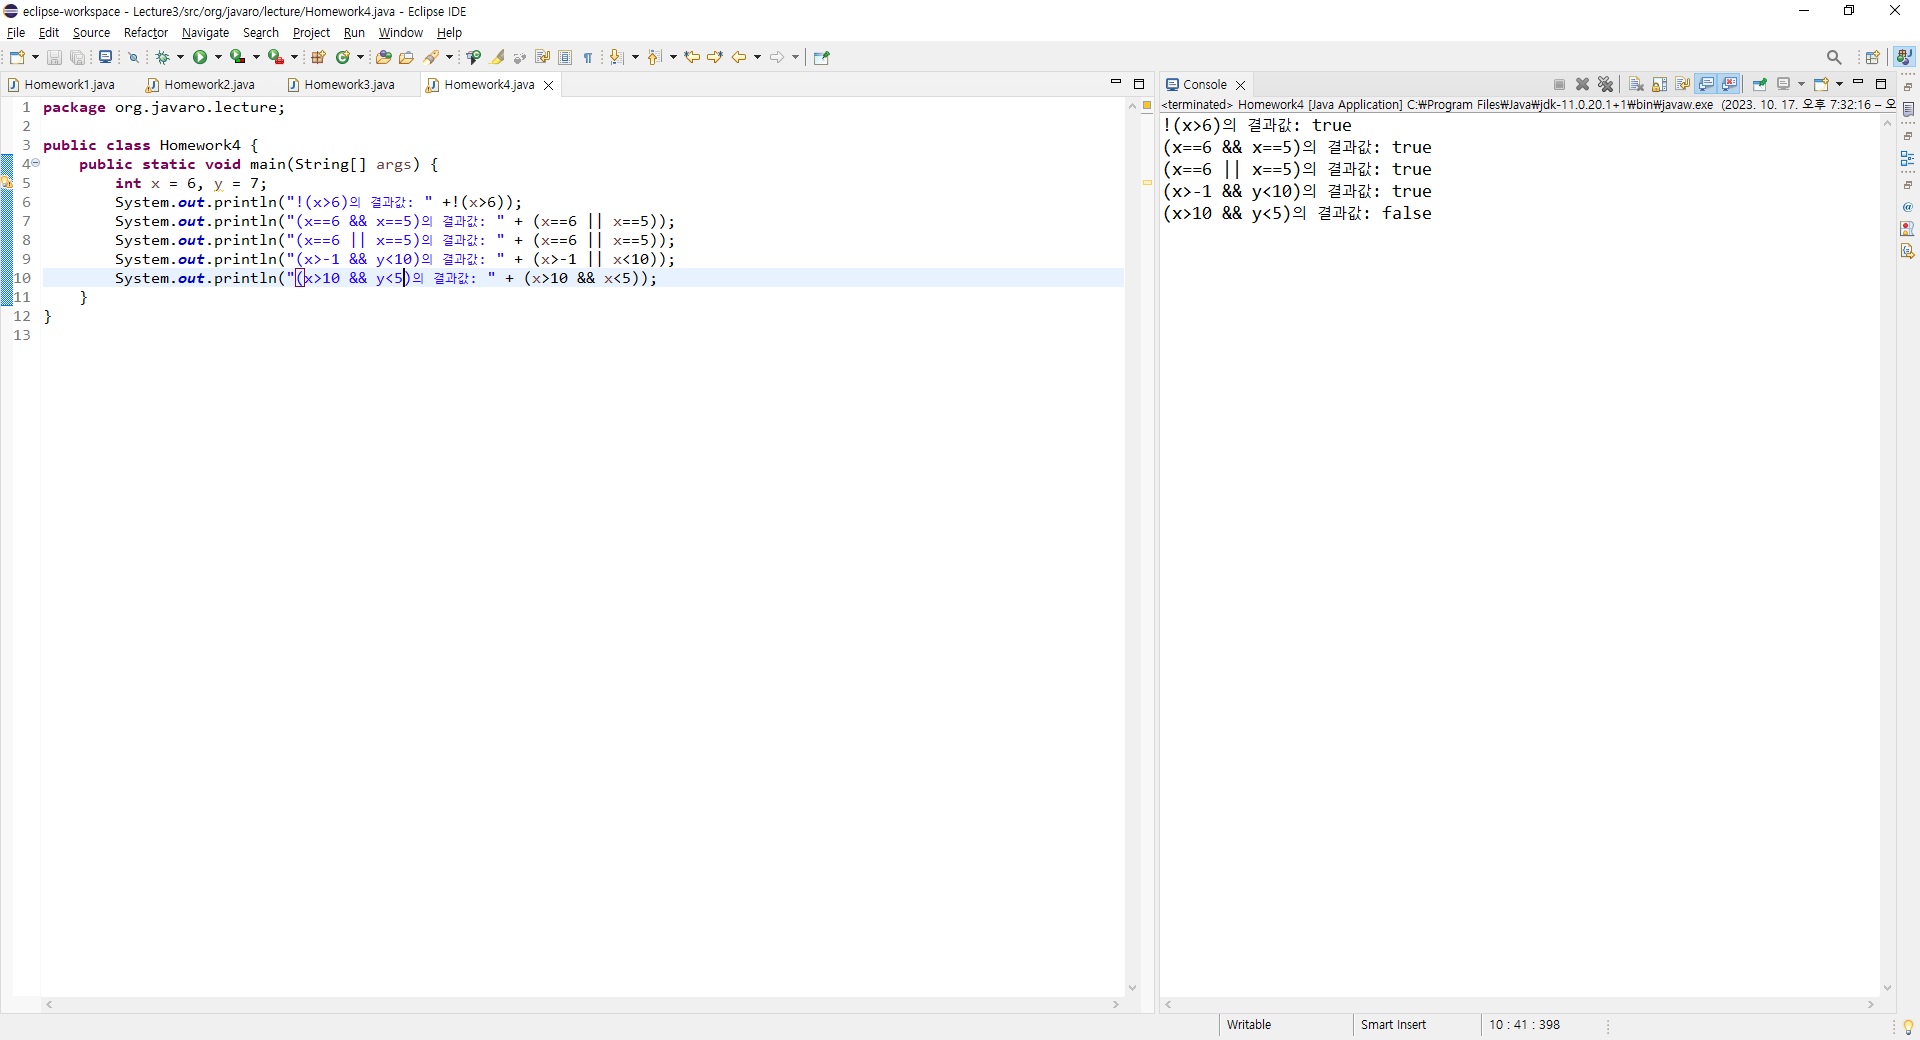 eclipse-workspace - Lecture3/src/org/javaro/lecture/Homework4.java - Eclipse IDE
File Edit Source Refactor Navigate Search Project Run Window Help
Homework1.java Homework2.java Homework3.java Homework4.java
1 package org.javaro.lecture;
2
3 public class Homework4 {
4 public static void main(String[] args) {
5 int x = 6, y = 7;
6 System.out.println("!(x>6)의 결과값: " +!(x>6));
7 System.out.println("(x==6 && x==5)의 결과값: " + (x==6 || x==5));
8 System.out.println("(x==6 || x==5)의 결과값: " + (x==6 || x==5));
9 System.out.println("(x>-1 && y<10)의 결과값: " + (x>-1 || x<10));
10 System.out.println("(x>10 && y<5)의 결과값: " + (x>10 && x<5));
11 }
12 }
13
Console
<terminated> Homework4 [Java Application] C:₩Program Files₩Java₩jdk-11.0.20.1+1₩bin₩javaw.exe (2023. 10. 17. 오후 7:32:16 – 오
!(x>6)의 결과값: true
(x==6 && x==5)의 결과값: true
(x==6 || x==5)의 결과값: true
(x>-1 && y<10)의 결과값: true
(x>10 && y<5)의 결과값: false
Writable Smart Insert 10 : 41 : 398